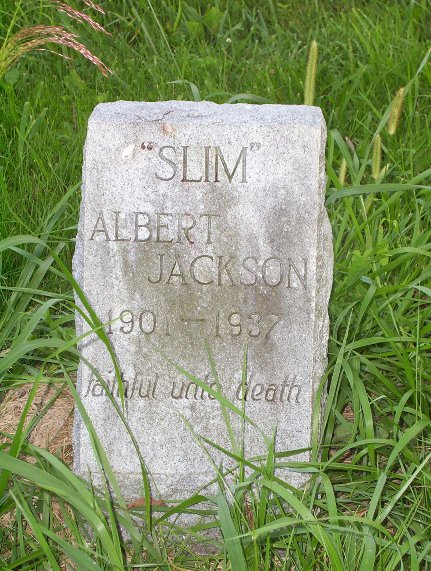 "SLIM"
ALBERT
JACKSON
1901-1937
faithful unto death